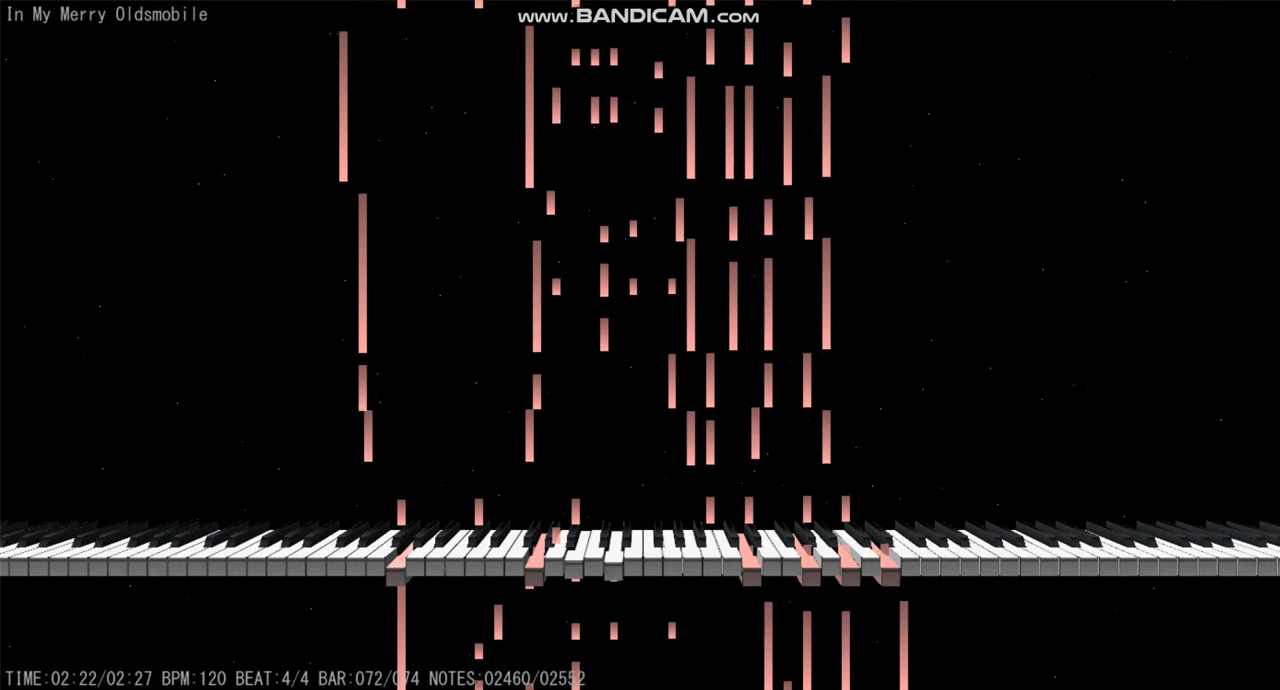 In My Merry Oldsmobile
www.BANDICAM.com
TIME:02:22/02:27 BPM:120 BEAT:4/4 BAR:072/074 NOTES:02460/02552